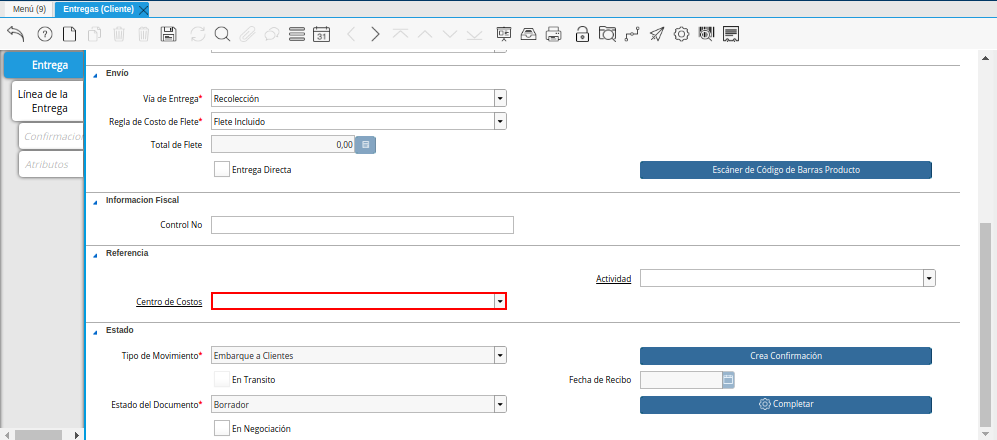 Menú (9)
Entregas (Cliente)
31
Entrega
Línea de la
Entrega
Confirmacio
Atributos
Envío
Vía de Entrega* Recolección
Regla de Costo de Flete* Flete Incluido
Total de Flete 0,00
Entrega Directa Escáner de Código de Barras Producto
Informacion Fiscal
Control No
Referencia
Actividad
Centro de Costos
Estado
Tipo de Movimiento* Embarque a Clientes Crea Confirmación
En Transito Fecha de Recibo
Estado del Documento* Borrador Completar
En Negociación